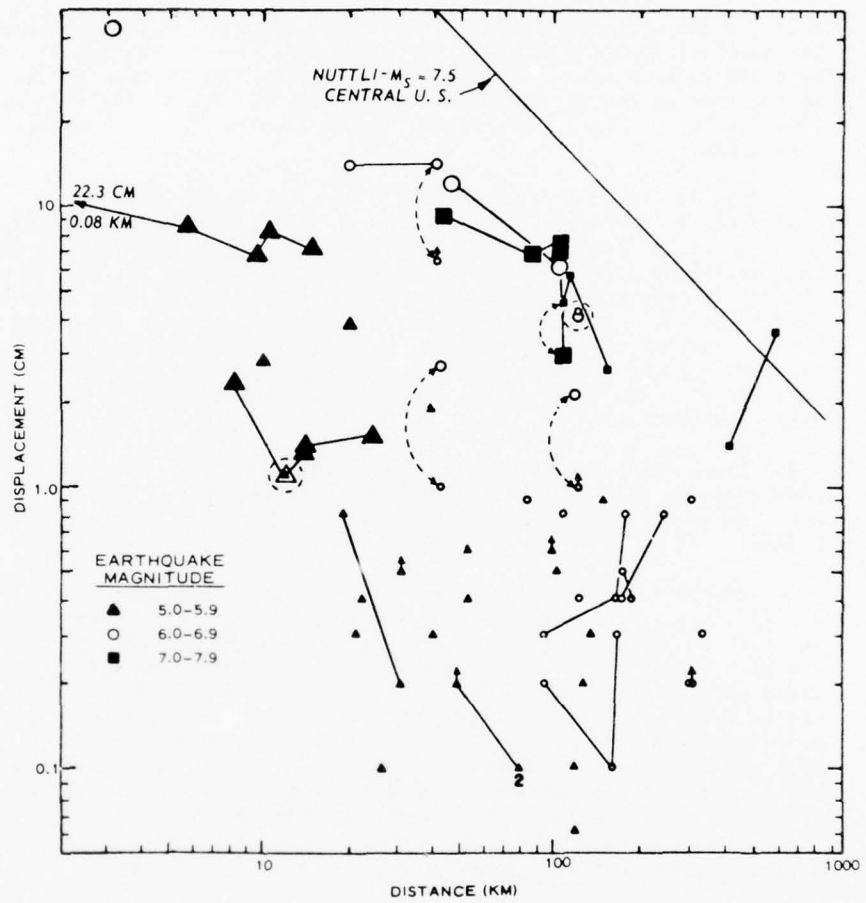 NUTTLI-MS = 7.5
CENTRAL U. S.
22.3 CM
0.08 KM
10
1.0
0.1
DISPLACEMENT (CM)
EARTHQUAKE
MAGNITUDE
5.0-5.9
6.0-6.9
7.0-7.9
2
10
100
1000
DISTANCE (KM)